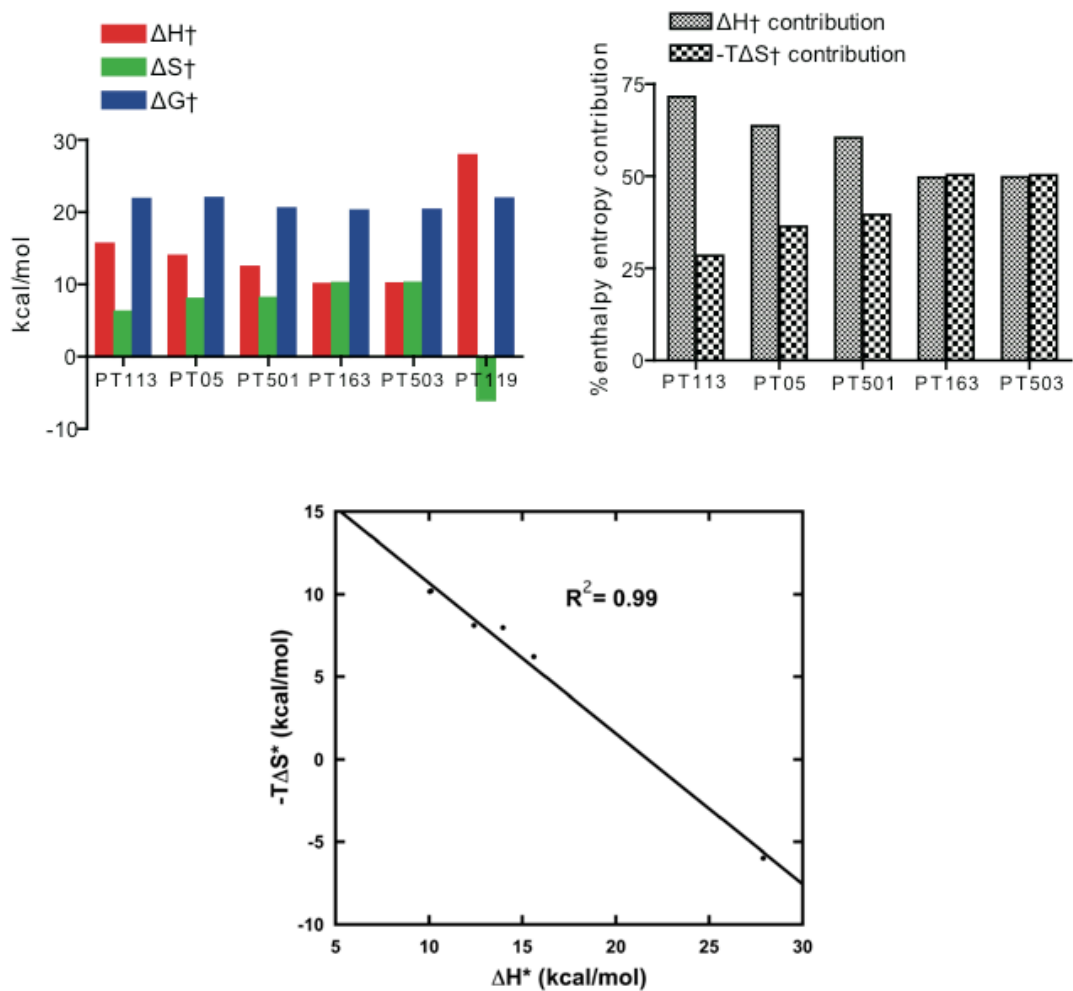 ΔH†
ΔS†
ΔG†
kcal/mol
30
20
10
0
-10
PT113 PT05 PT501 PT163 PT503 PT119
ΔH† contribution
-TΔS† contribution
%enthalpy entropy contribution
75
50
25
0
PT113 PT05 PT501 PT163 PT503
R2= 0.99
-TΔS* (kcal/mol)
15
10
5
0
-5
-10
5 10 15 20 25 30
ΔH* (kcal/mol)